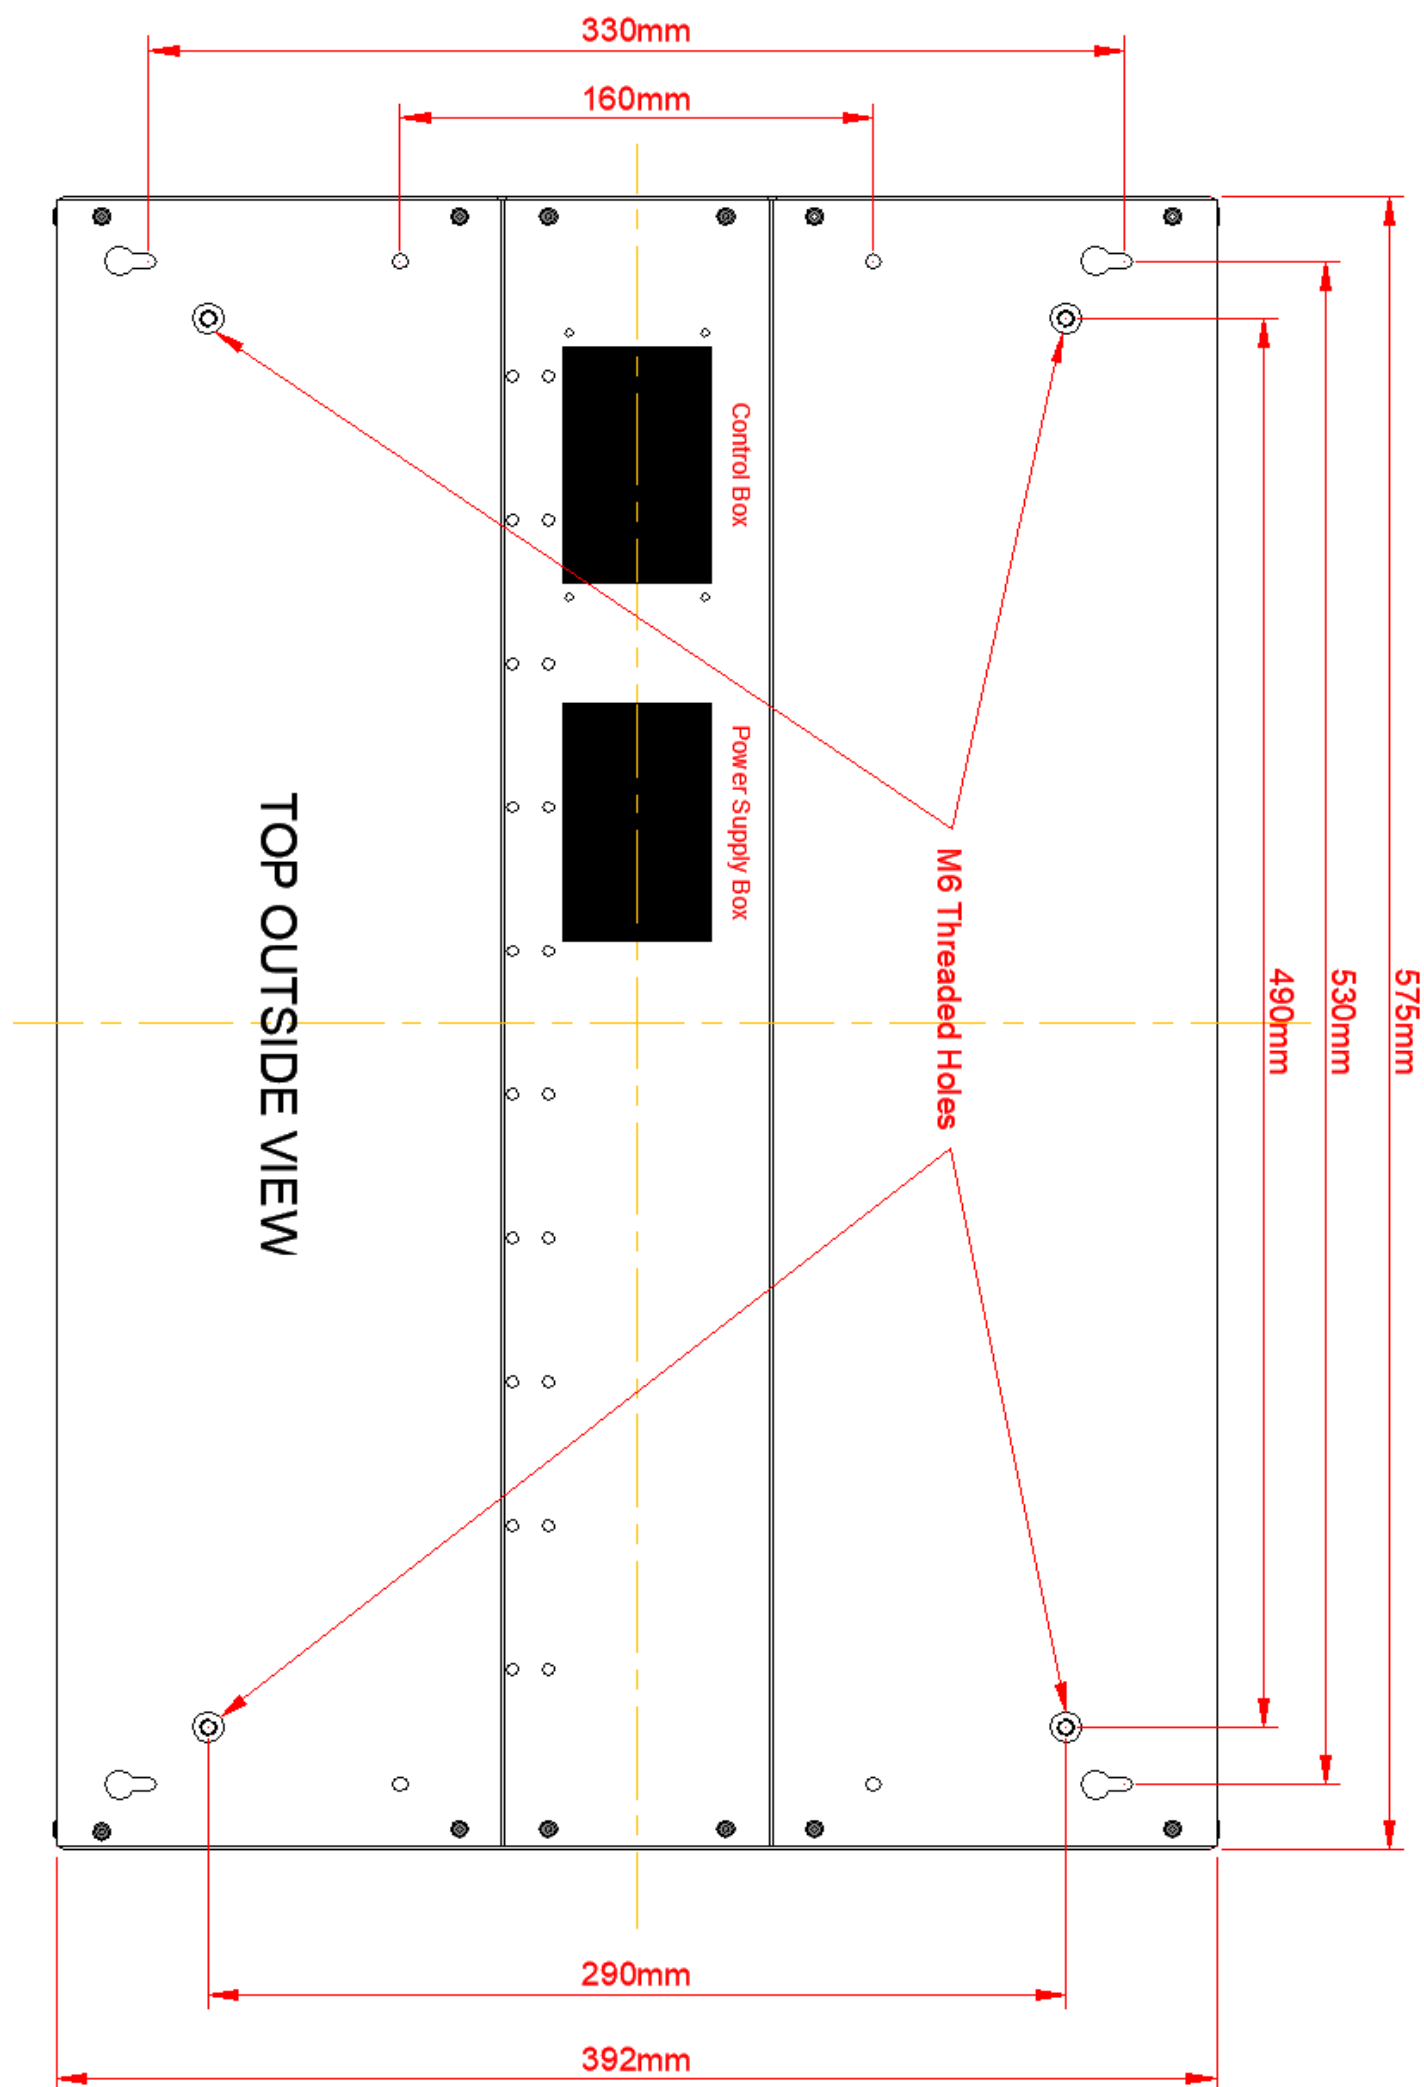 330mm
160mm
Control Box
Power Supply Box
TOP OUTSIDE VIEW
M6 Threaded Holes
490mm
530mm
575mm
290mm
392mm